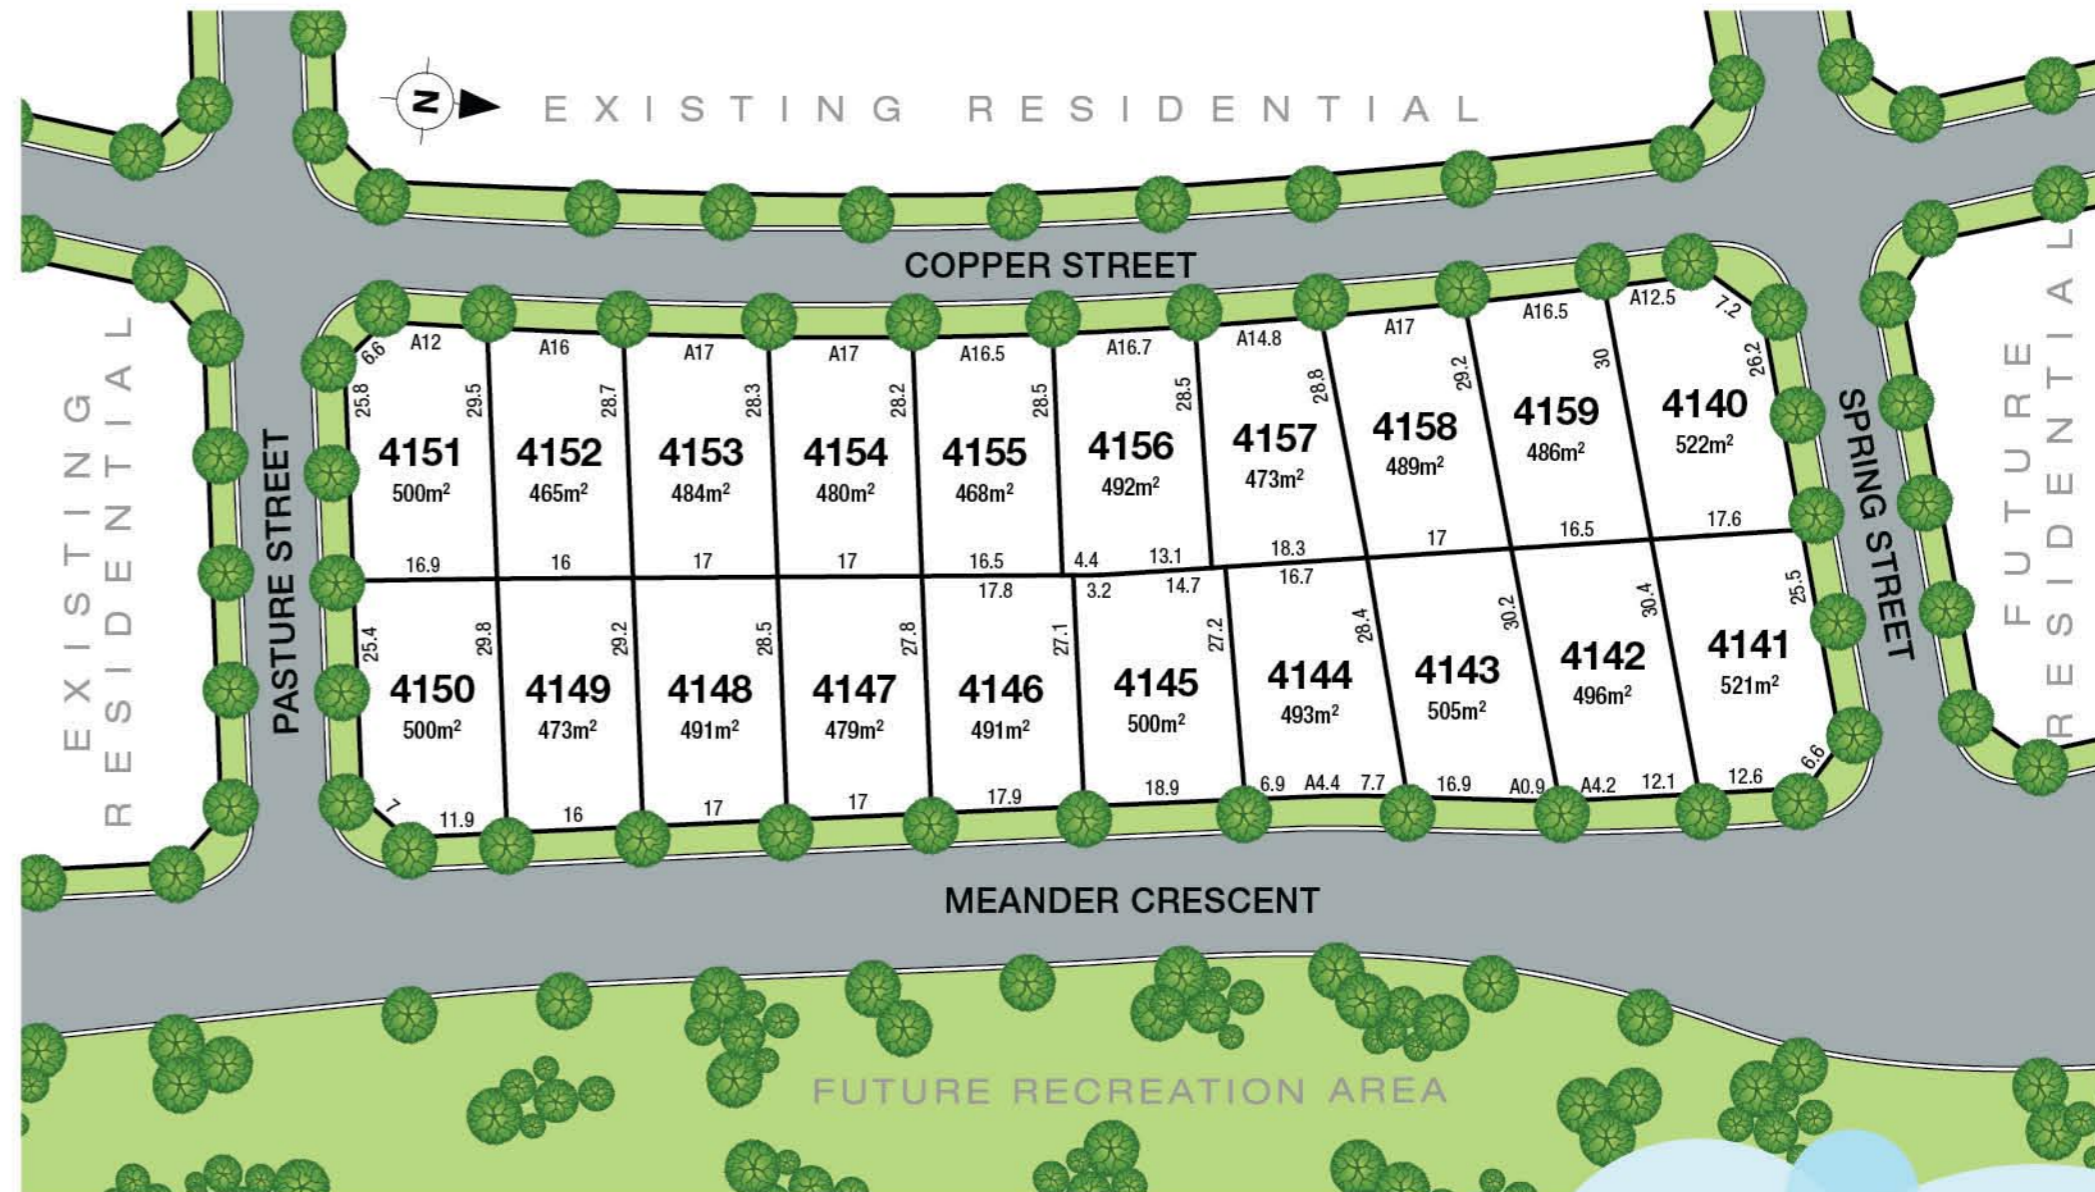 N
EXISTING RESIDENTIAL
COPPER STREET
EXISTING
RESIDENTIAL
PASTURE STREET
SPRING STREET
FUTURE
RESIDENTIAL
6.6 A12 A16 A17 A17 A16.5 A16.7 A14.8 A17 A16.5 A12.5 7.2
25.8 29.5 28.7 28.3 28.2 28.5 28.5 28.8 29.2 30 26.2
4151
500m²
4152
465m²
4153
484m²
4154
480m²
4155
468m²
4156
492m²
4157
473m²
4158
489m²
4159
486m²
4140
522m²
16.9 16 17 17 16.5 4.4 13.1 18.3 17 16.5 17.6
17.8 3.2 14.7 16.7
25.4 29.8 29.2 28.5 27.8 27.1 27.2 28.4 30.2 30.4 25.5
4150
500m²
4149
473m²
4148
491m²
4147
479m²
4146
491m²
4145
500m²
4144
493m²
4143
505m²
4142
496m²
4141
521m²
7 11.9 16 17 17 17.9 18.9 6.9 A4.4 7.7 16.9 A0.9 A4.2 12.1 12.6 6.6
MEANDER CRESCENT
FUTURE RECREATION AREA